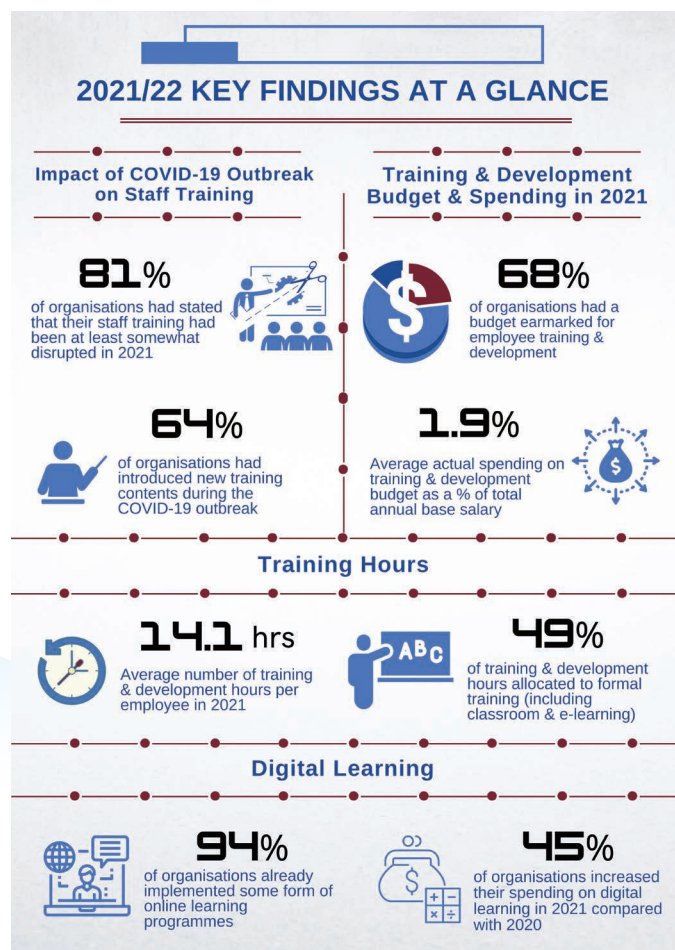 2021/22 KEY FINDINGS AT A GLANCE
Impact of COVID-19 Outbreak
on Staff Training
81%
of organisations had stated
that their staff training had
been at least somewhat
disrupted in 2021
64%
of organisations had
introduced new training
contents during the
COVID-19 outbreak
Training & Development
Budget & Spending in 2021
$
68%
of organisations had a
budget earmarked for
employee training &
development
1.9%
Average actual spending on
training & development
budget as a % of total
annual base salary
$
Training Hours
14.1 hrs
Average number of training
& development hours per
employee in 2021
ABC
49%
of training & development
hours allocated to formal
training (including
classroom & e-learning)
Digital Learning
94%
of organisations already
implemented some form of
online learning
programmes
$
+ −
× ÷
45%
of organisations increased
their spending on digital
learning in 2021 compared
with 2020